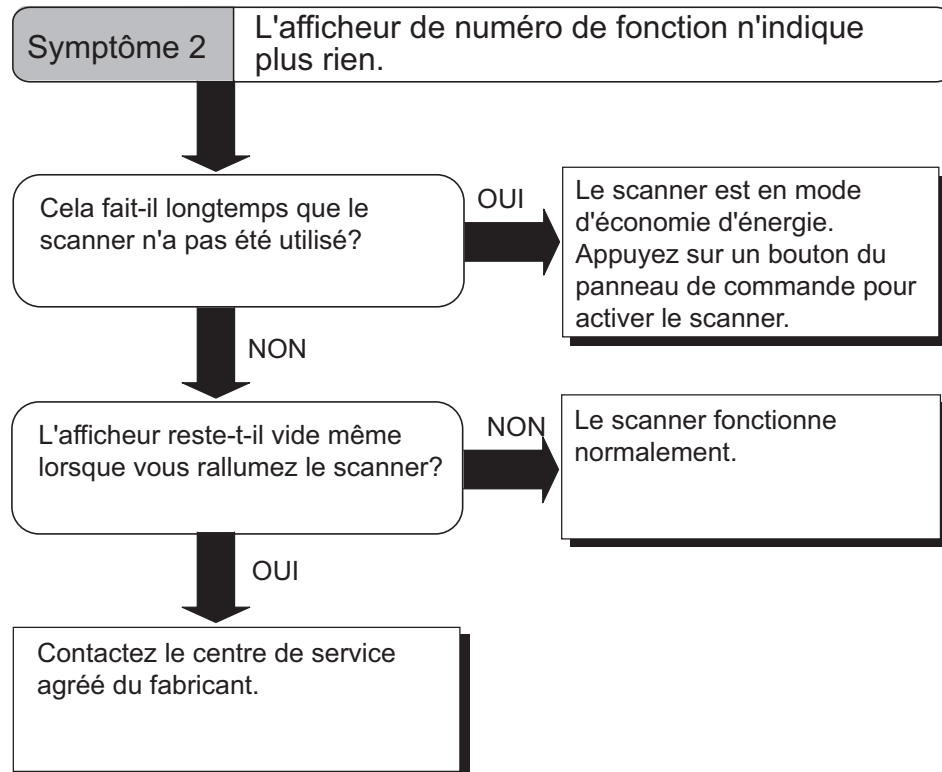 Symptôme 2
L'afficheur de numéro de fonction n'indique
plus rien.
Cela fait-il longtemps que le
scanner n'a pas été utilisé?
OUI
Le scanner est en mode
d'économie d'énergie.
Appuyez sur un bouton du
panneau de commande pour
activer le scanner.
NON
L'afficheur reste-t-il vide même
lorsque vous rallumez le scanner?
NON
Le scanner fonctionne
normalement.
OUI
Contactez le centre de service
agréé du fabricant.